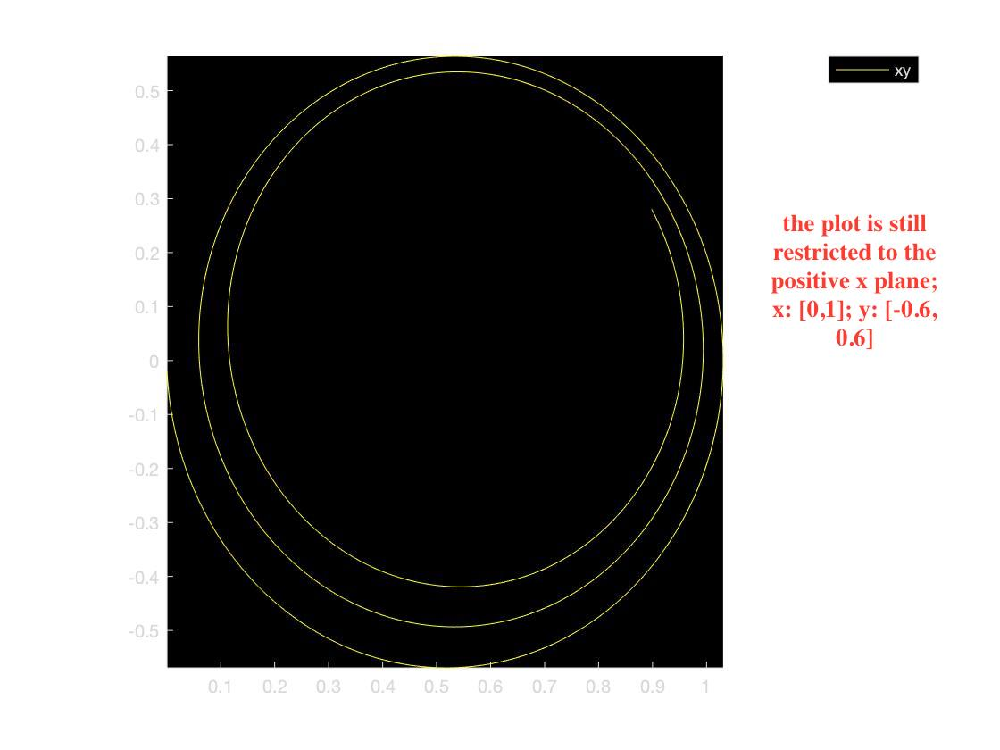 xy
0.5
0.4
0.3
0.2
0.1
0
-0.1
-0.2
-0.3
-0.4
-0.5
0.1 0.2 0.3 0.4 0.5 0.6 0.7 0.8 0.9 1
the plot is still
restricted to the
positive x plane;
x: [0,1]; y: [-0.6,
0.6]